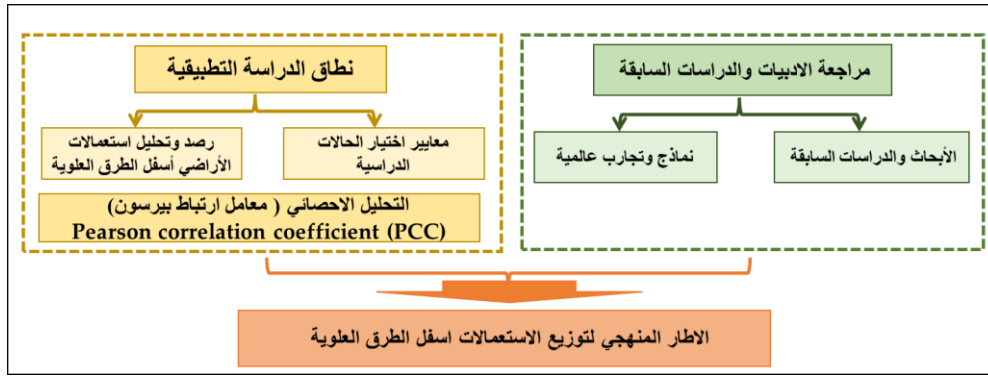 مراجعة الادبيات والدراسات السابقة
الأبحاث والدراسات السابقة
نماذج وتجارب عالمية
نطاق الدراسة التطبيقية
معايير اختيار الحالات
الدراسية
رصد وتحليل استعمالات
الأراضي أسفل الطرق العلوية
التحليل الاحصائي ( معامل ارتباط بيرسون)
Pearson correlation coefficient (PCC)
الاطار المنهجي لتوزيع الاستعمالات اسفل الطرق العلوية